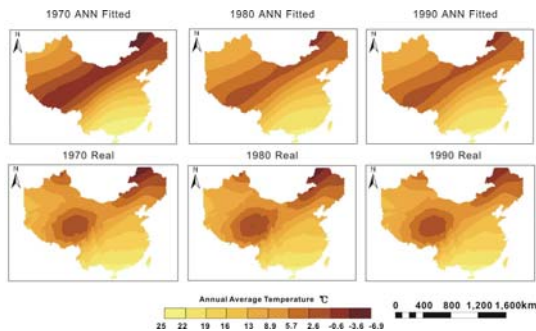 1970 ANN Fitted
1980 ANN Fitted
1990 ANN Fitted
N
N
N
1970 Real
1980 Real
1990 Real
N
N
N
Annual Average Temperature ℃
25 22 19 16 13 8.9 5.7 2.6 -0.6 -3.6 -6.9
0 400 800 1,200 1,600km